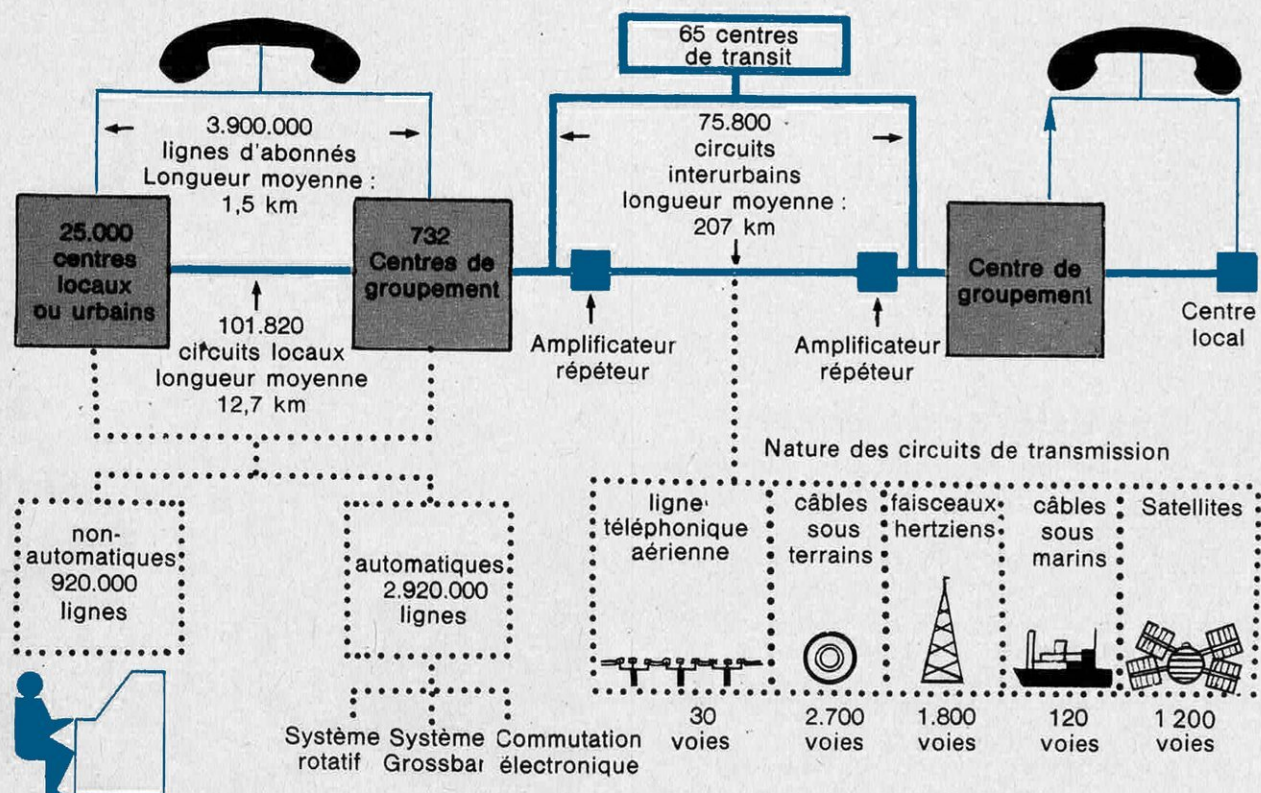 65 centres
de transit
3.900.000
lignes d'abonnés
Longueur moyenne :
1,5 km
75.800
circuits
interurbains
longueur moyenne :
207 km
25.000
centres
locaux
ou urbains
732
Centres de
groupement
Centre de
groupement
101.820
circuits locaux
longueur moyenne
12,7 km
Amplificateur
répéteur
Amplificateur
répéteur
Centre
local
Nature des circuits de transmission
non-
automatiques
920.000
lignes
automatiques
2.920.000
lignes
ligne
téléphonique
aérienne
câbles
sous
terrains
faisceaux
hertziens
câbles
sous
marins
Satellites
30
voies
2.700
voies
1.800
voies
120
voies
1 200
voies
Système
rotatif
Système
Grossbar
Commutation
électronique